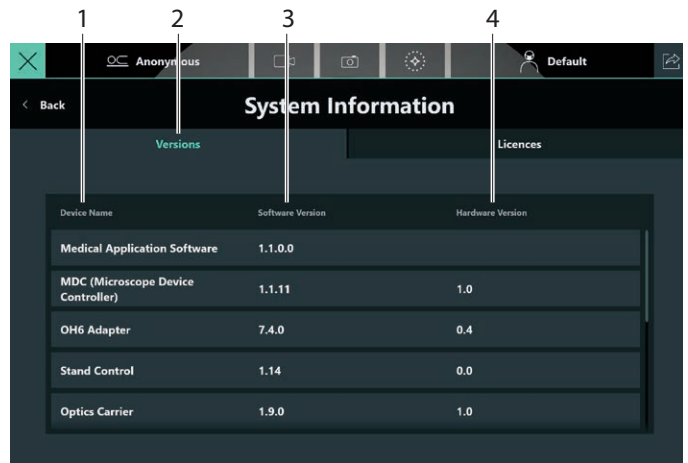 1 2 3 4
Anonymous Default
Back System Information
Versions Licences
Device Name Software Version Hardware Version
Medical Application Software 1.1.0.0
MDC (Microscope Device
Controller) 1.1.11 1.0
OH6 Adapter 7.4.0 0.4
Stand Control 1.14 0.0
Optics Carrier 1.9.0 1.0